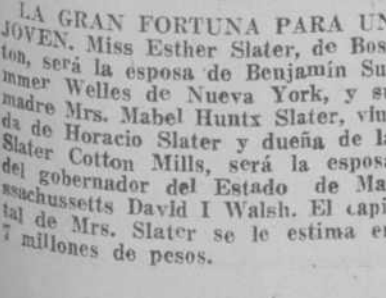 LA GRAN FORTUNA PARA UN
JOVEN. Miss Esther Slater, de Bos-
ton, será la esposa de Benjamín Su-
mmer Welles de Nueva York, y su
madre Mrs. Mabel Huntx Slater, viu-
da de Horacio Slater y dueña de la
Slater Cotton Mills, será la esposa
del gobernador del Estado de Ma-
ssachussetts David I Walsh. El capi-
tal de Mrs. Slater se le estima en
7 millones de pesos.